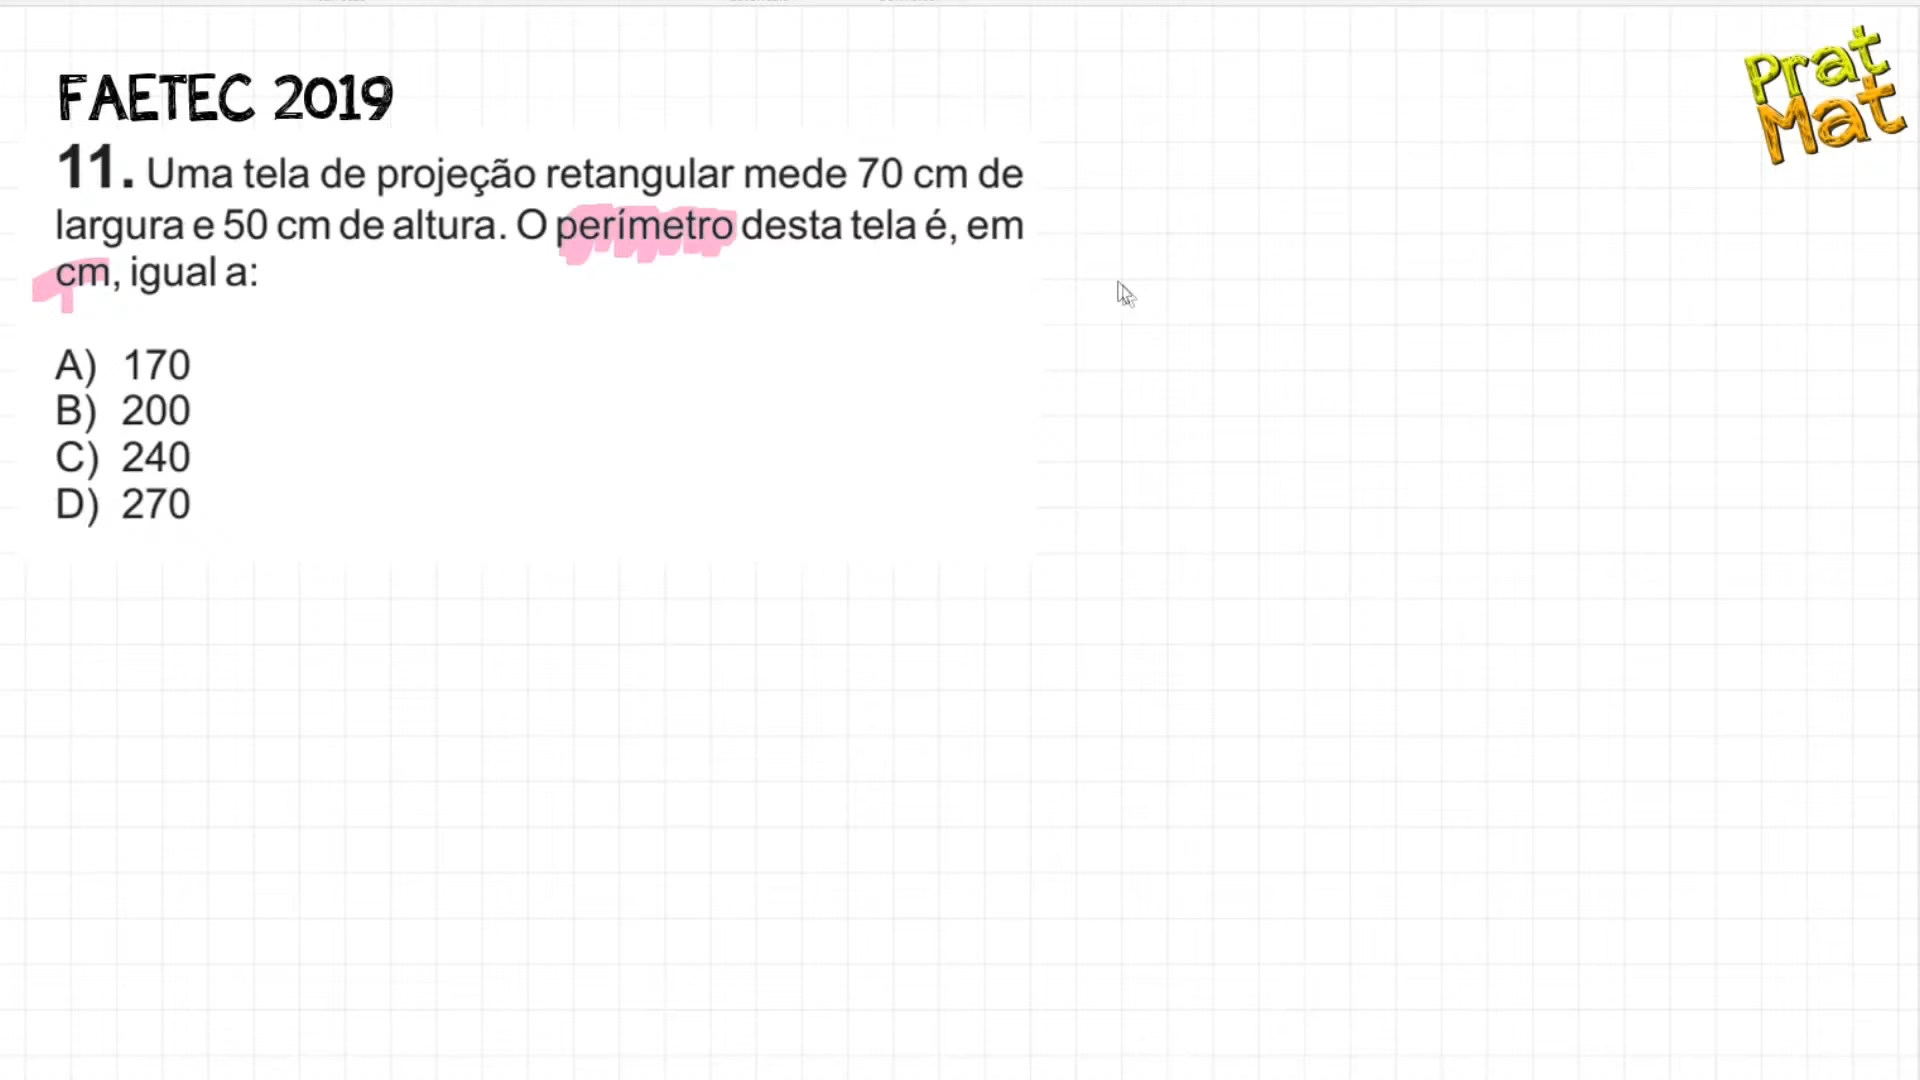 FAETEC 2019
11. Uma tela de projeção retangular mede 70 cm de
largura e 50 cm de altura. O perímetro desta tela é, em
cm, igual a:
A) 170
B) 200
C) 240
D) 270
Prat
Mat